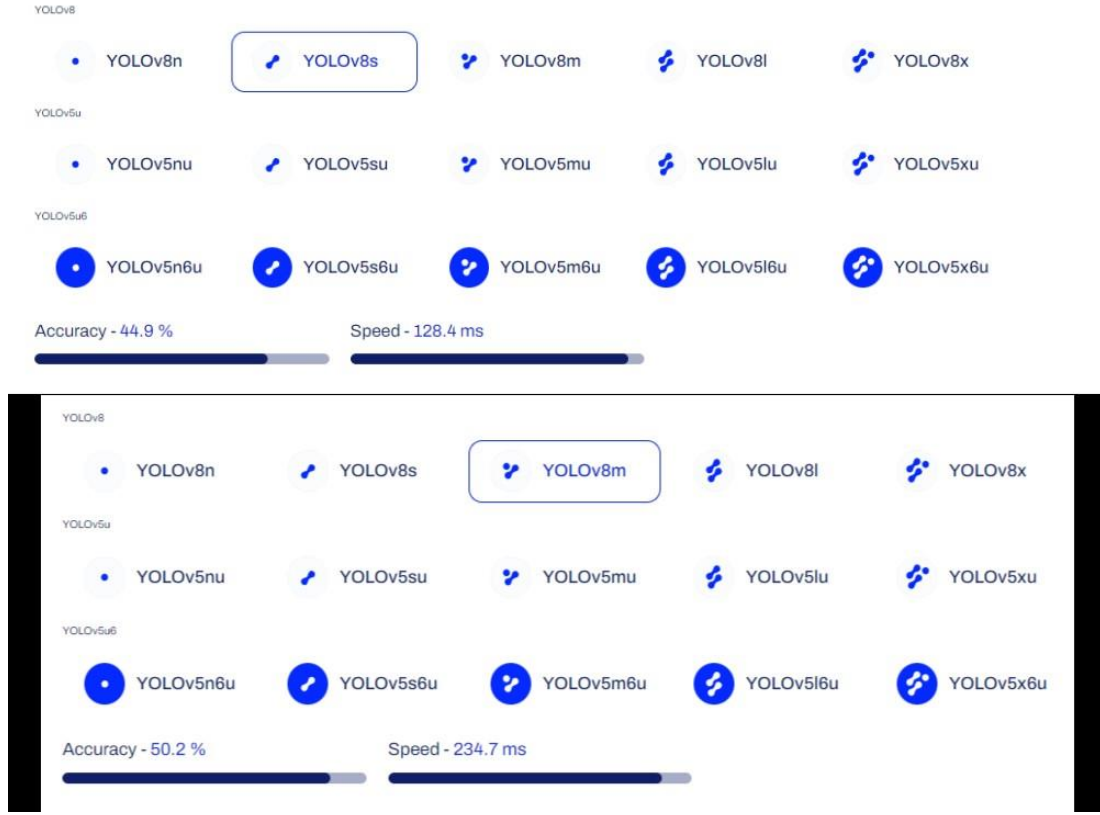 YOLOv8
YOLOv8n YOLOv8s YOLOv8m YOLOv8l YOLOv8x
YOLOv5u
YOLOv5nu YOLOv5su YOLOv5mu YOLOv5lu YOLOv5xu
YOLOv5u6
YOLOv5n6u YOLOv5s6u YOLOv5m6u YOLOv5l6u YOLOv5x6u
Accuracy - 44.9 % Speed - 128.4 ms
YOLOv8
YOLOv8n YOLOv8s YOLOv8m YOLOv8l YOLOv8x
YOLOv5u
YOLOv5nu YOLOv5su YOLOv5mu YOLOv5lu YOLOv5xu
YOLOv5u6
YOLOv5n6u YOLOv5s6u YOLOv5m6u YOLOv5l6u YOLOv5x6u
Accuracy - 50.2 % Speed - 234.7 ms